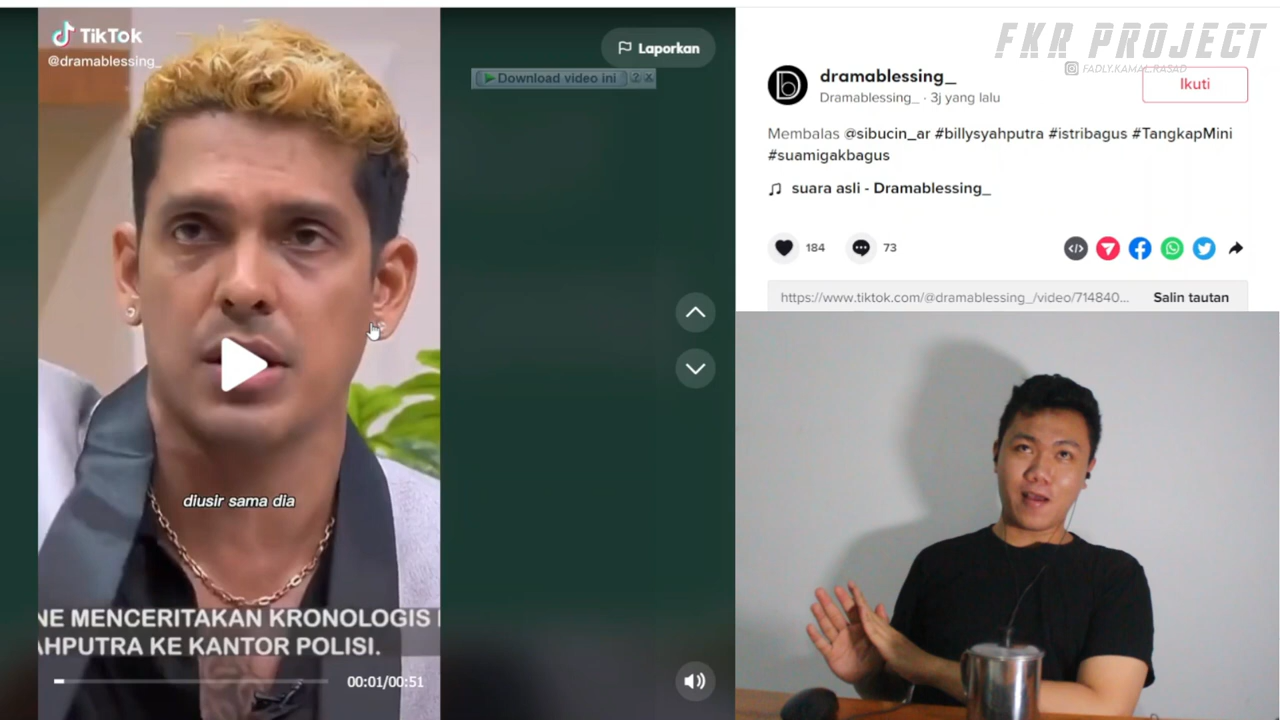 TikTok
@dramablessing_
diusir sama dia
NE MENCERITAKAN KRONOLOGIS
AHPUTRA KE KANTOR POLISI.
00:01/00:51
Laporkan
Download video ini
FKR PROJECT
FADLY.KAMAL.RASAD
dramablessing_
Dramablessing_ · 3j yang lalu
Ikuti
Membalas @sibucin_ar #billysyahputra #istribagus #TangkapMini
#suamigakbagus
suara asli - Dramablessing_
184
73
https://www.tiktok.com/@dramablessing_/video/714840...
Salin tautan